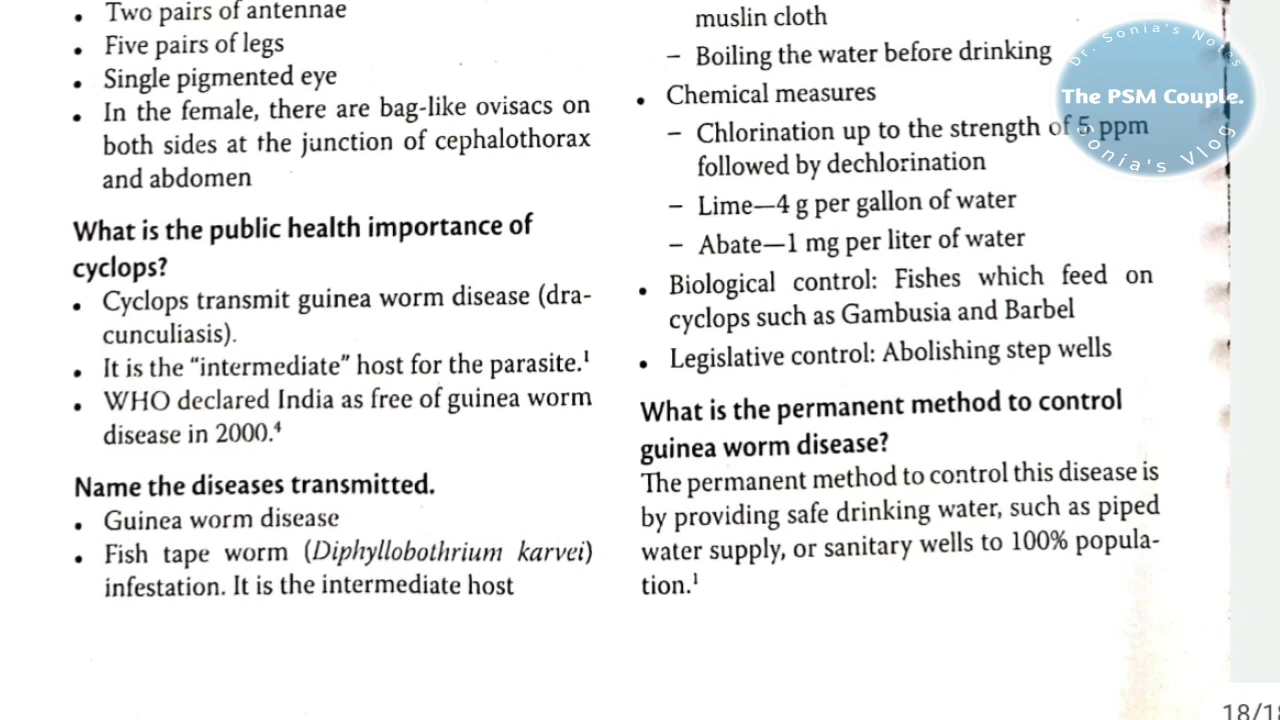 • Two pairs of antennae
• Five pairs of legs
• Single pigmented eye
• In the female, there are bag-like ovisacs on
both sides at the junction of cephalothorax
and abdomen
What is the public health importance of
cyclops?
• Cyclops transmit guinea worm disease (dra-
cunculiasis).
• It is the “intermediate” host for the parasite.¹
• WHO declared India as free of guinea worm
disease in 2000.⁴
Name the diseases transmitted.
• Guinea worm disease
• Fish tape worm (Diphyllobothrium karvei)
infestation. It is the intermediate host
muslin cloth
– Boiling the water before drinking
• Chemical measures
– Chlorination up to the strength of 5 ppm
followed by dechlorination
– Lime—4 g per gallon of water
– Abate—1 mg per liter of water
• Biological control: Fishes which feed on
cyclops such as Gambusia and Barbel
• Legislative control: Abolishing step wells
What is the permanent method to control
guinea worm disease?
The permanent method to control this disease is
by providing safe drinking water, such as piped
water supply, or sanitary wells to 100% popula-
tion.¹
Dr. Sonia's Notes
The PSM Couple.
Sonia's Vlog